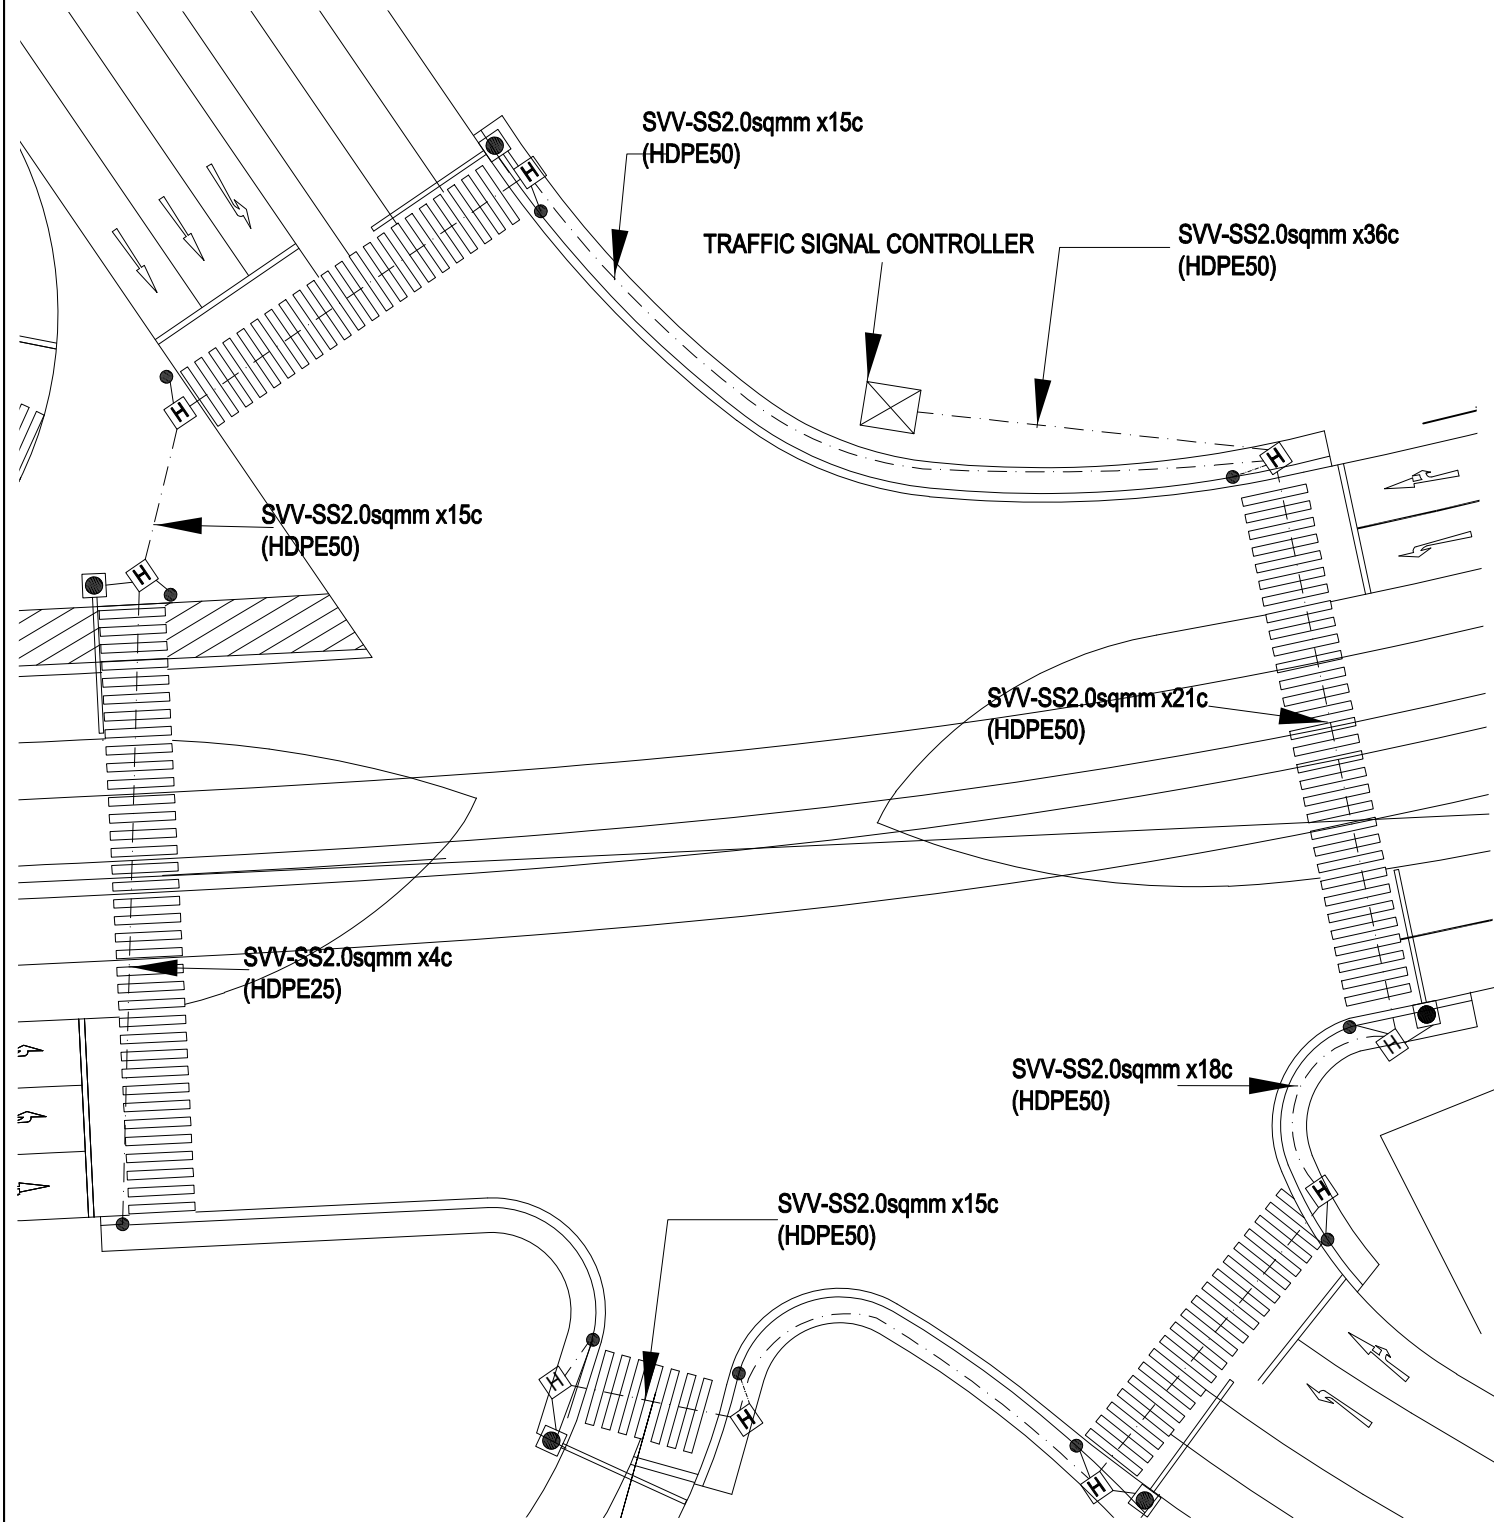 SVV-SS2.0sqmm x15c
(HDPE50)
TRAFFIC SIGNAL CONTROLLER
SVV-SS2.0sqmm x36c
(HDPE50)
H
H
H
H
SVV-SS2.0sqmm x15c
(HDPE50)
H
SVV-SS2.0sqmm x21c
(HDPE50)
SVV-SS2.0sqmm x4c
(HDPE25)
H
SVV-SS2.0sqmm x18c
(HDPE50)
H
SVV-SS2.0sqmm x15c
(HDPE50)
H
H
H